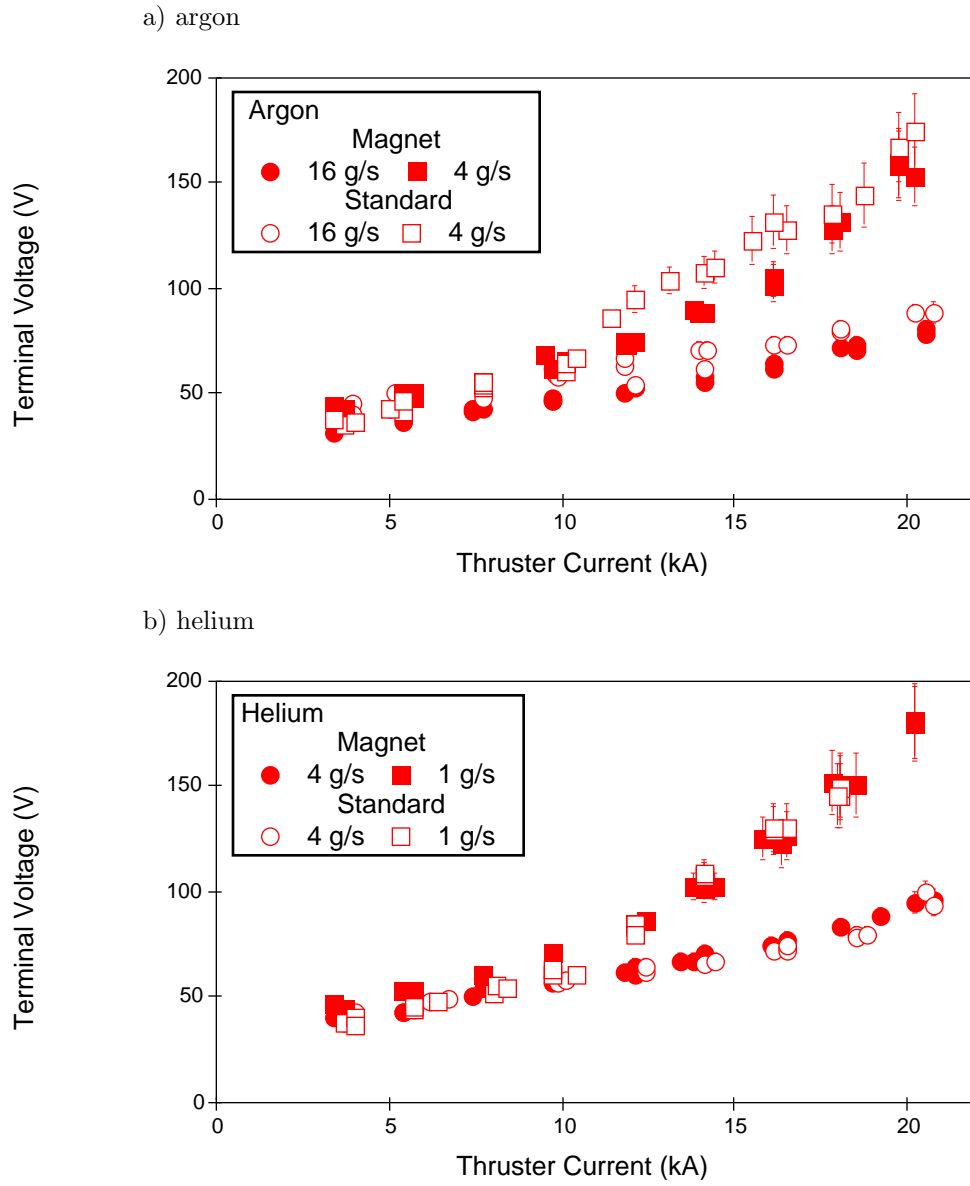 a) argon
200
150
100
50
0
Terminal Voltage (V)
Argon
Magnet
16 g/s 4 g/s
Standard
16 g/s 4 g/s
0 5 10 15 20
Thruster Current (kA)
b) helium
200
150
100
50
0
Terminal Voltage (V)
Helium
Magnet
4 g/s 1 g/s
Standard
4 g/s 1 g/s
0 5 10 15 20
Thruster Current (kA)